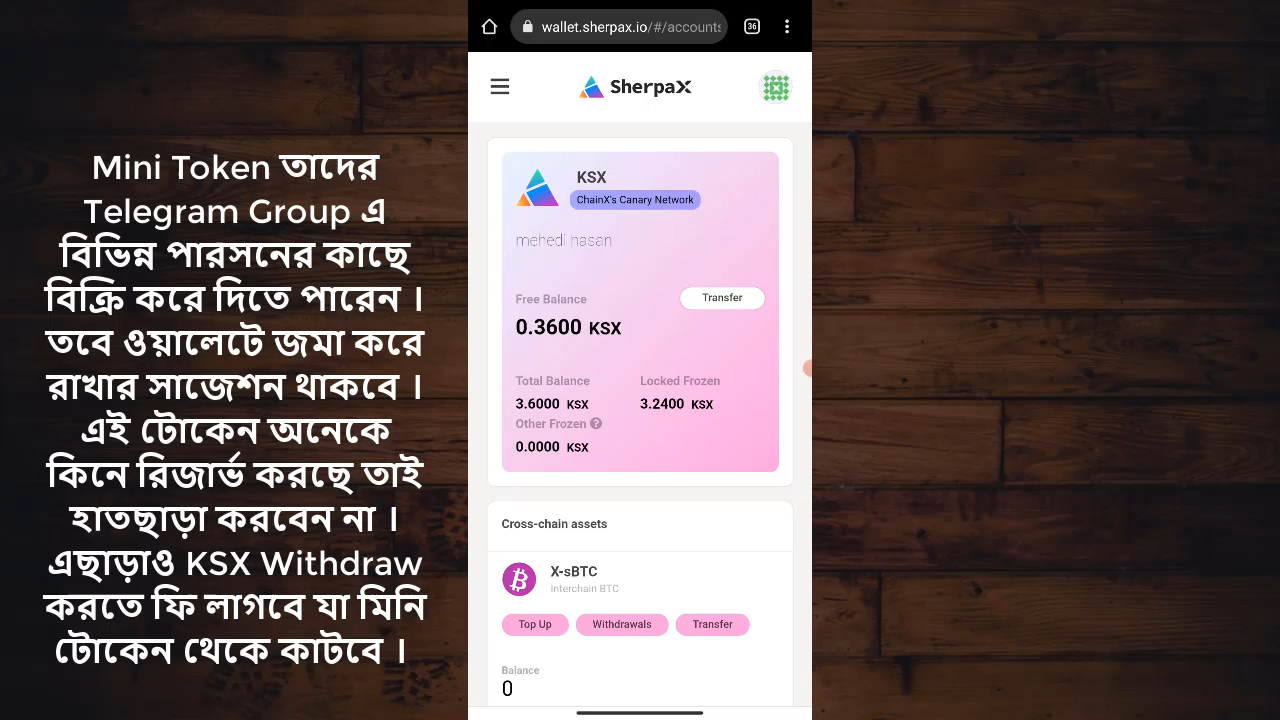 Mini Token তাদের
Telegram Group এ
বিভিন্ন পারসনের কাছে
বিক্রি করে দিতে পারেন ।
তবে ওয়ালেটে জমা করে
রাখার সাজেশন থাকবে ।
এই টোকেন অনেকে
কিনে রিজার্ভ করছে তাই
হাতছাড়া করবেন না ।
এছাড়াও KSX Withdraw
করতে ফি লাগবে যা মিনি
টোকেন থেকে কাটবে ।
wallet.sherpax.io/#/accounts
36
SherpaX
KSX
ChainX's Canary Network
mehedi hasan
Free Balance
Transfer
0.3600 KSX
Total Balance Locked Frozen
3.6000 KSX 3.2400 KSX
Other Frozen ?
0.0000 KSX
Cross-chain assets
X-sBTC
Interchain BTC
Top Up Withdrawals Transfer
Balance
0